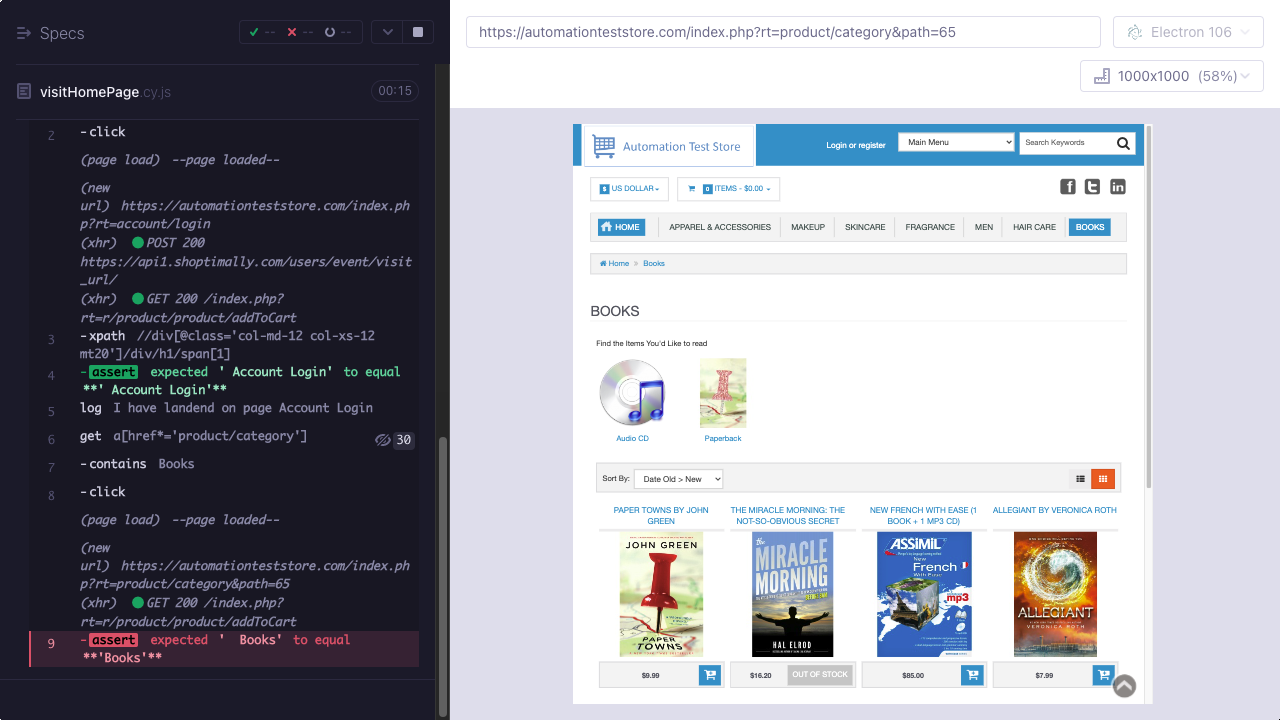 Specs
-- -- --
visitHomePage.cy.js 00:15
2 -click
(page load) --page loaded--
(new
url) https://automationteststore.com/index.ph
p?rt=account/login
(xhr) POST 200
https://api1.shoptimally.com/users/event/visit
_url/
(xhr) GET 200 /index.php?
rt=r/product/product/addToCart
3 -xpath //div[@class='col-md-12 col-xs-12
mt20']/div/h1/span[1]
4 -assert expected ' Account Login' to equal
**' Account Login'**
5 log I have landend on page Account Login
6 get a[href*='product/category'] 30
7 -contains Books
8 -click
(page load) --page loaded--
(new
url) https://automationteststore.com/index.ph
p?rt=product/category&path=65
(xhr) GET 200 /index.php?
rt=r/product/product/addToCart
9 -assert expected '  Books' to equal
**'Books'**
https://automationteststore.com/index.php?rt=product/category&path=65
Electron 106
1000x1000 (58%)
Automation Test Store
Login or register
Main Menu
Search Keywords
$ US DOLLAR
0 ITEMS - $0.00
f t in
HOME APPAREL & ACCESSORIES MAKEUP SKINCARE FRAGRANCE MEN HAIR CARE BOOKS
Home » Books
BOOKS
Find the Items You'd Like to read
Audio CD Paperback
Sort By: Date Old > New
PAPER TOWNS BY JOHN
GREEN
THE MIRACLE MORNING: THE
NOT-SO-OBVIOUS SECRET
NEW FRENCH WITH EASE (1
BOOK + 1 MP3 CD)
ALLEGIANT BY VERONICA ROTH
JOHN GREEN
PAPER
TOWNS
the
MIRACLE
MORNING
HAL ELROD
ASSiMiL
New
French
With Ease
mp3
ALLEGIANT
VERONICA ROTH
$9.99
$16.20 OUT OF STOCK
$85.00
$7.99